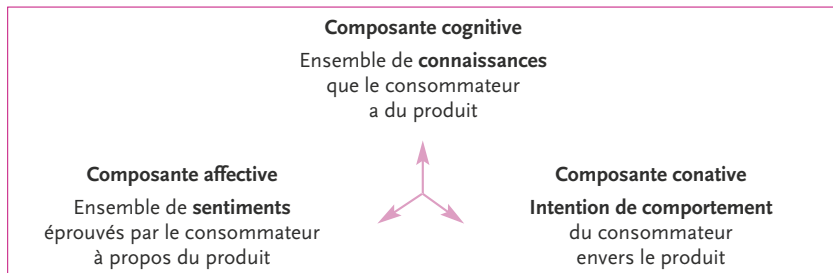 Composante cognitive
Ensemble de connaissances
que le consommateur
a du produit
Composante affective
Ensemble de sentiments
éprouvés par le consommateur
à propos du produit
Composante conative
Intention de comportement
du consommateur
envers le produit